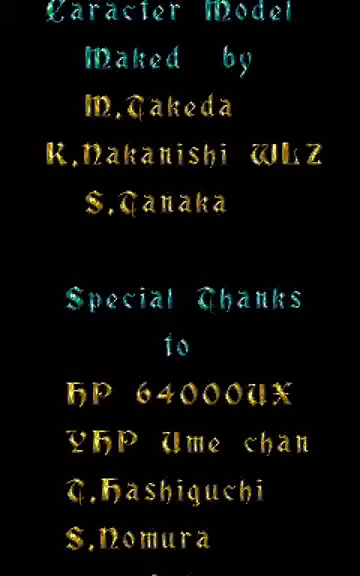 Caracter Model
Maked by
M.Takeda
K.Nakanishi WLZ
S.Tanaka
Special Thanks
to
HP 64000UX
YHP Ume chan
T.Hashiguchi
S.Nomura